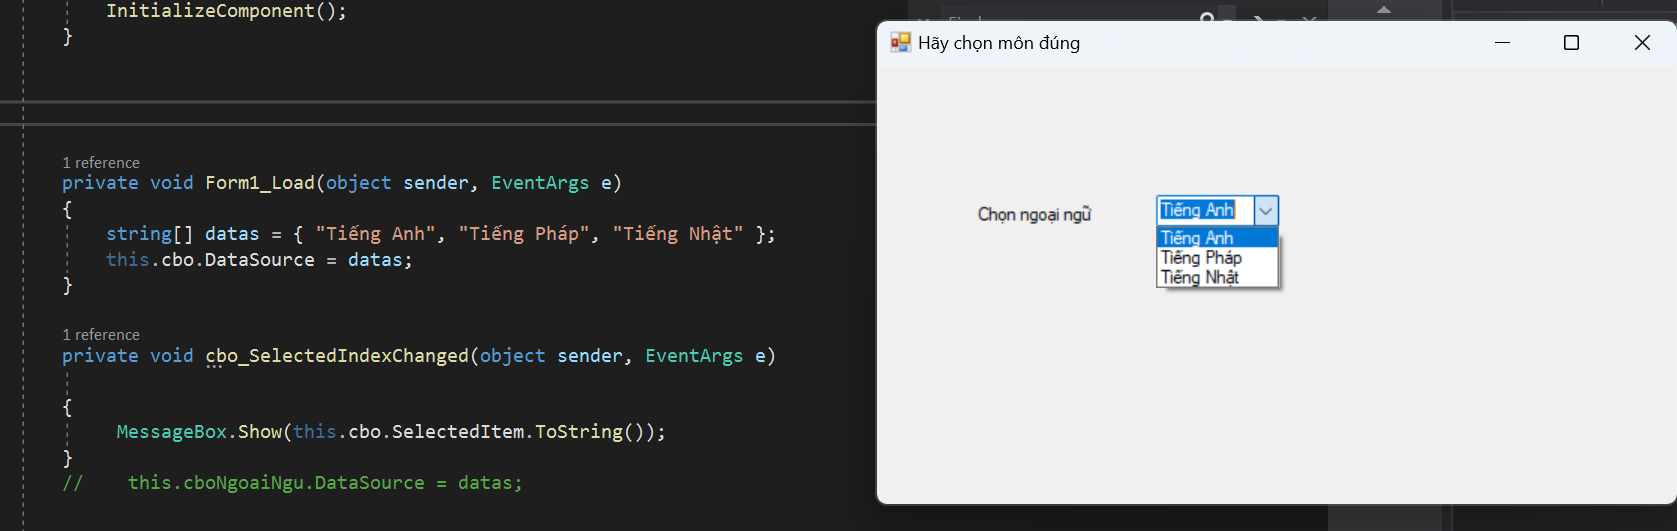 InitializeComponent();
}
1 reference
private void Form1_Load(object sender, EventArgs e)
{
string[] datas = { "Tiếng Anh", "Tiếng Pháp", "Tiếng Nhật" };
this.cbo.DataSource = datas;
}
1 reference
private void cbo_SelectedIndexChanged(object sender, EventArgs e)
{
MessageBox.Show(this.cbo.SelectedItem.ToString());
}
// this.cboNgoaiNgu.DataSource = datas;
Hãy chọn môn đúng
Chọn ngoại ngữ
Tiếng Anh
Tiếng Anh
Tiếng Pháp
Tiếng Nhật